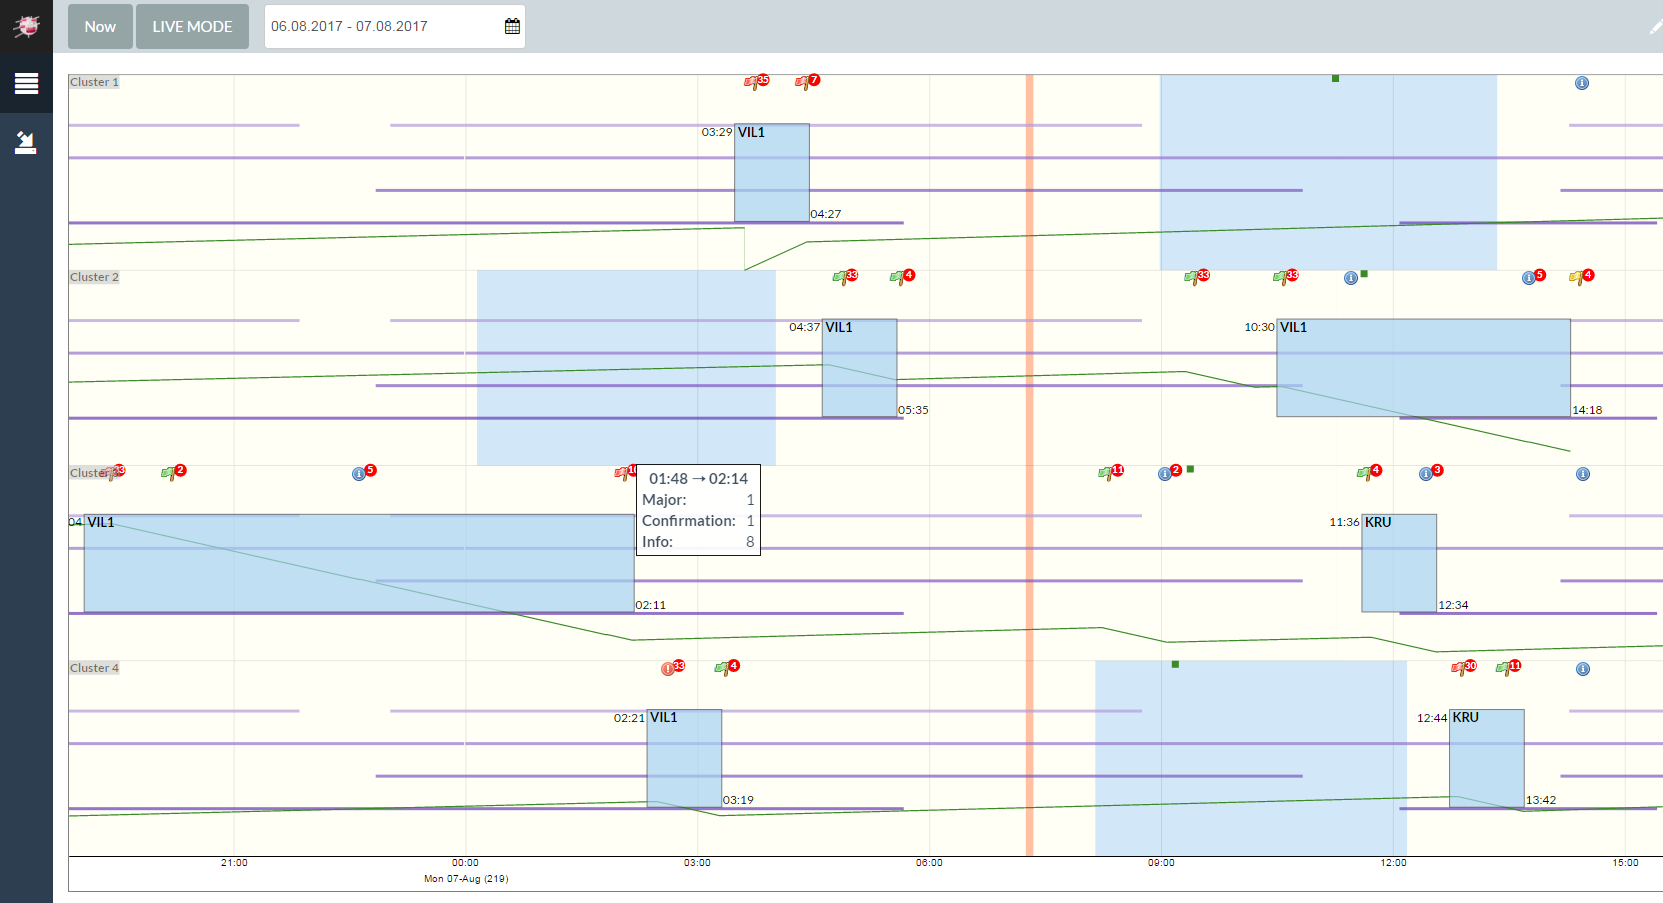 Now
LIVE MODE
06.08.2017 - 07.08.2017
Cluster 1
35
7
03:29
VIL1
04:27
Cluster 2
33
4
33
33
5
4
04:37
VIL1
05:35
10:30
VIL1
14:18
2
5
11
2
4
3
VIL1
02:11
01:48 → 02:14
Major: 1
Confirmation: 1
Info: 8
11:36
KRU
12:34
Cluster 4
33
4
30
11
02:21
VIL1
03:19
12:44
KRU
13:42
21:00
00:00
03:00
06:00
09:00
12:00
15:00
Mon 07-Aug (219)